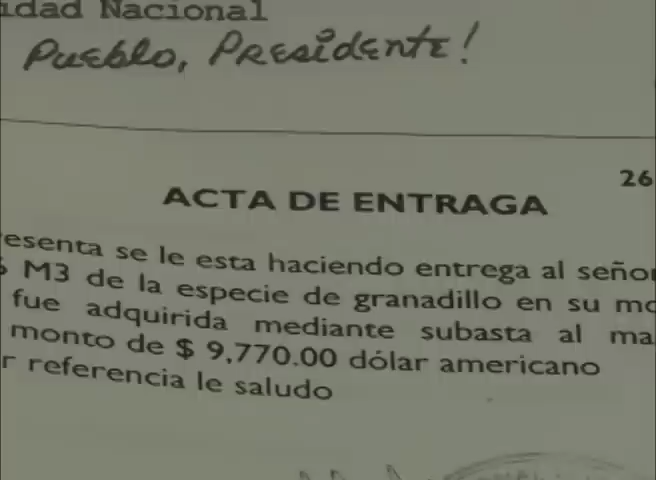 idad Nacional
Pueblo, Presidente!
26
ACTA DE ENTRAGA
resenta se le esta haciendo entrega al señor
M3 de la especie de granadillo en su mo
fue adquirida mediante subasta al ma
monto de $ 9,770.00 dólar americano
r referencia le saludo